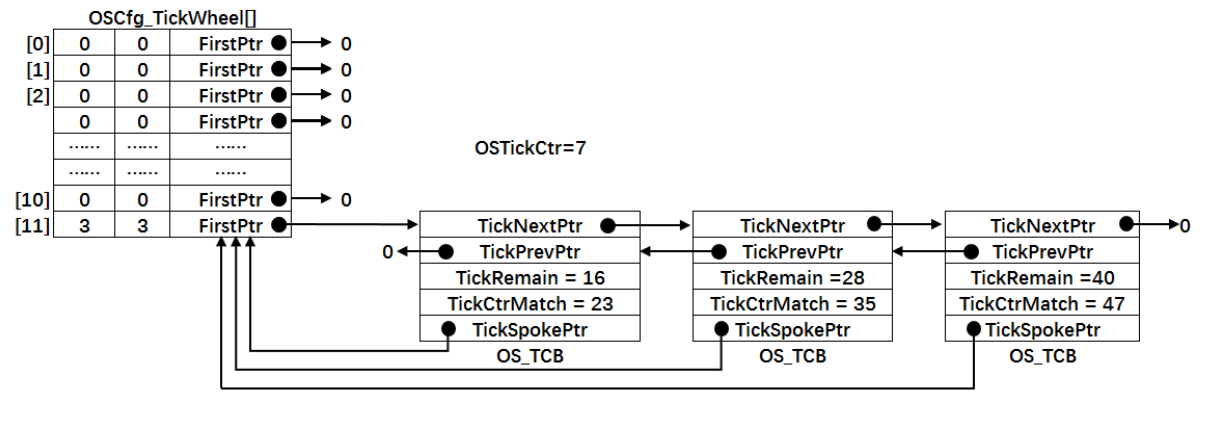 OSCfg_TickWheel[]
[0] 0 0 FirstPtr 0
[1] 0 0 FirstPtr 0
[2] 0 0 FirstPtr 0
0 0 FirstPtr 0
OSTickCtr=7
…… …… ……
…… …… ……
[10] 0 0 FirstPtr 0
[11] 3 3 FirstPtr TickNextPtr TickNextPtr TickNextPtr 0
0 TickPrevPtr TickPrevPtr TickPrevPtr
TickRemain = 16 TickRemain =28 TickRemain =40
TickCtrMatch = 23 TickCtrMatch = 35 TickCtrMatch = 47
TickSpokePtr TickSpokePtr TickSpokePtr
OS_TCB OS_TCB OS_TCB